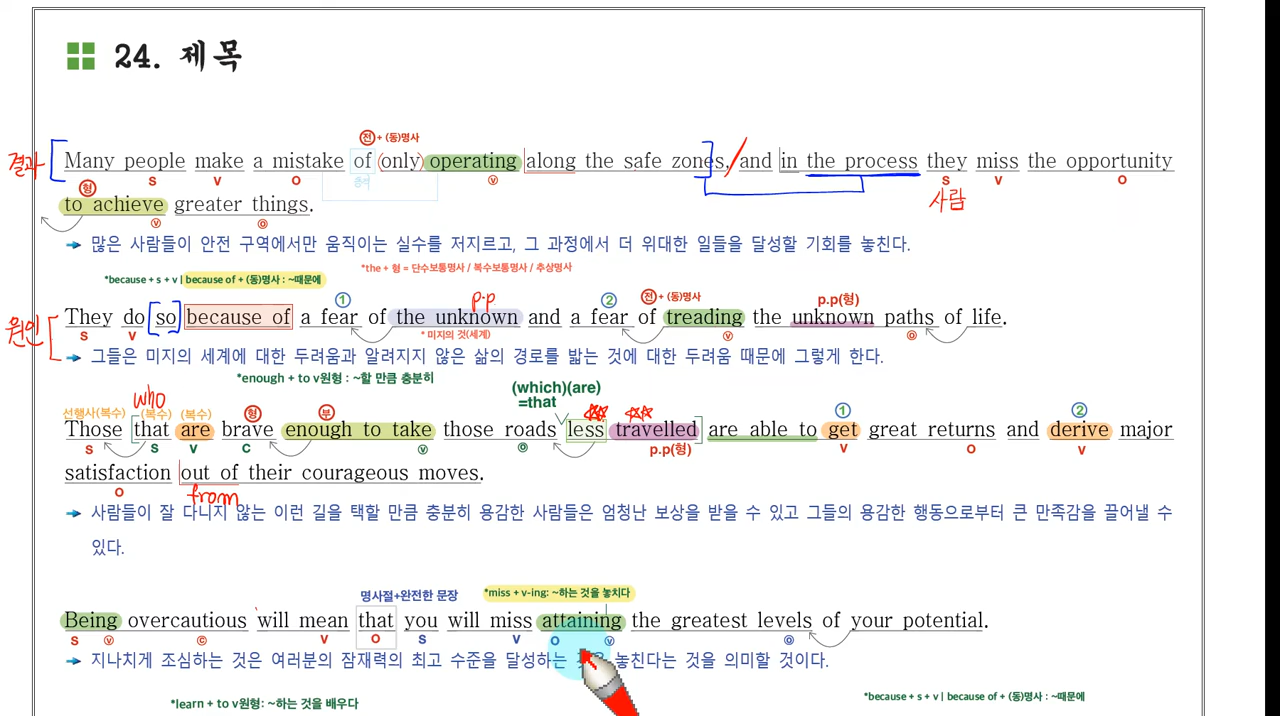 24. 제목
전 + (동)명사
결과 Many people make a mistake of (only) operating along the safe zones, / and in the process they miss the opportunity
S V O ⓥ S V O
형 사람
to achieve greater things.
ⓥ ⓞ
➜ 많은 사람들이 안전 구역에서만 움직이는 실수를 저지르고, 그 과정에서 더 위대한 일들을 달성할 기회를 놓친다.
*because + s + v | because of + (동)명사 : ~때문에 *the + 형 = 단수보통명사 / 복수보통명사 / 추상명사
① p.p ② 전 + (동)명사 p.p(형)
원인 They do so because of a fear of the unknown and a fear of treading the unknown paths of life.
S V * 미지의 것(세계) ⓥ ⓞ
➜ 그들은 미지의 세계에 대한 두려움과 알려지지 않은 삶의 경로를 밟는 것에 대한 두려움 때문에 그렇게 한다.
*enough + to v원형 : ~할 만큼 충분히
who (which)(are)
=that
선행사(복수) (복수) (복수) 형 부 ① ②
Those that are brave enough to take those roads less travelled are able to get great returns and derive major
S S V C ⓥ ⓞ p.p(형) V O V
satisfaction out of their courageous moves.
O from
➜ 사람들이 잘 다니지 않는 이런 길을 택할 만큼 충분히 용감한 사람들은 엄청난 보상을 받을 수 있고 그들의 용감한 행동으로부터 큰 만족감을 끌어낼 수
있다.
명사절+완전한 문장 *miss + v-ing: ~하는 것을 놓치다
Being overcautious will mean that you will miss attaining the greatest levels of your potential.
S ⓥ ⓒ V O S V O ⓥ ⓞ
➜ 지나치게 조심하는 것은 여러분의 잠재력의 최고 수준을 달성하는 놓친다는 것을 의미할 것이다.
*learn + to v원형: ~하는 것을 배우다 *because + s + v | because of + (동)명사 : ~때문에